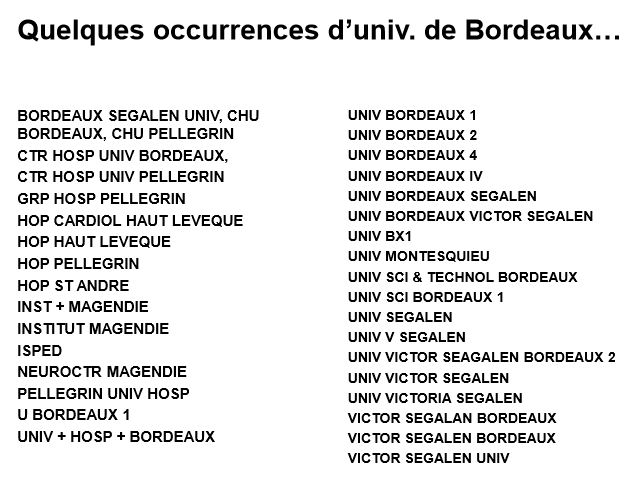 Quelques occurrences d’univ. de Bordeaux…
BORDEAUX SEGALEN UNIV, CHU
BORDEAUX, CHU PELLEGRIN
CTR HOSP UNIV BORDEAUX,
CTR HOSP UNIV PELLEGRIN
GRP HOSP PELLEGRIN
HOP CARDIOL HAUT LEVEQUE
HOP HAUT LEVEQUE
HOP PELLEGRIN
HOP ST ANDRE
INST + MAGENDIE
INSTITUT MAGENDIE
ISPED
NEUROCTR MAGENDIE
PELLEGRIN UNIV HOSP
U BORDEAUX 1
UNIV + HOSP + BORDEAUX
UNIV BORDEAUX 1
UNIV BORDEAUX 2
UNIV BORDEAUX 4
UNIV BORDEAUX IV
UNIV BORDEAUX SEGALEN
UNIV BORDEAUX VICTOR SEGALEN
UNIV BX1
UNIV MONTESQUIEU
UNIV SCI & TECHNOL BORDEAUX
UNIV SCI BORDEAUX 1
UNIV SEGALEN
UNIV V SEGALEN
UNIV VICTOR SEAGALEN BORDEAUX 2
UNIV VICTOR SEGALEN
UNIV VICTORIA SEGALEN
VICTOR SEGALAN BORDEAUX
VICTOR SEGALEN BORDEAUX
VICTOR SEGALEN UNIV